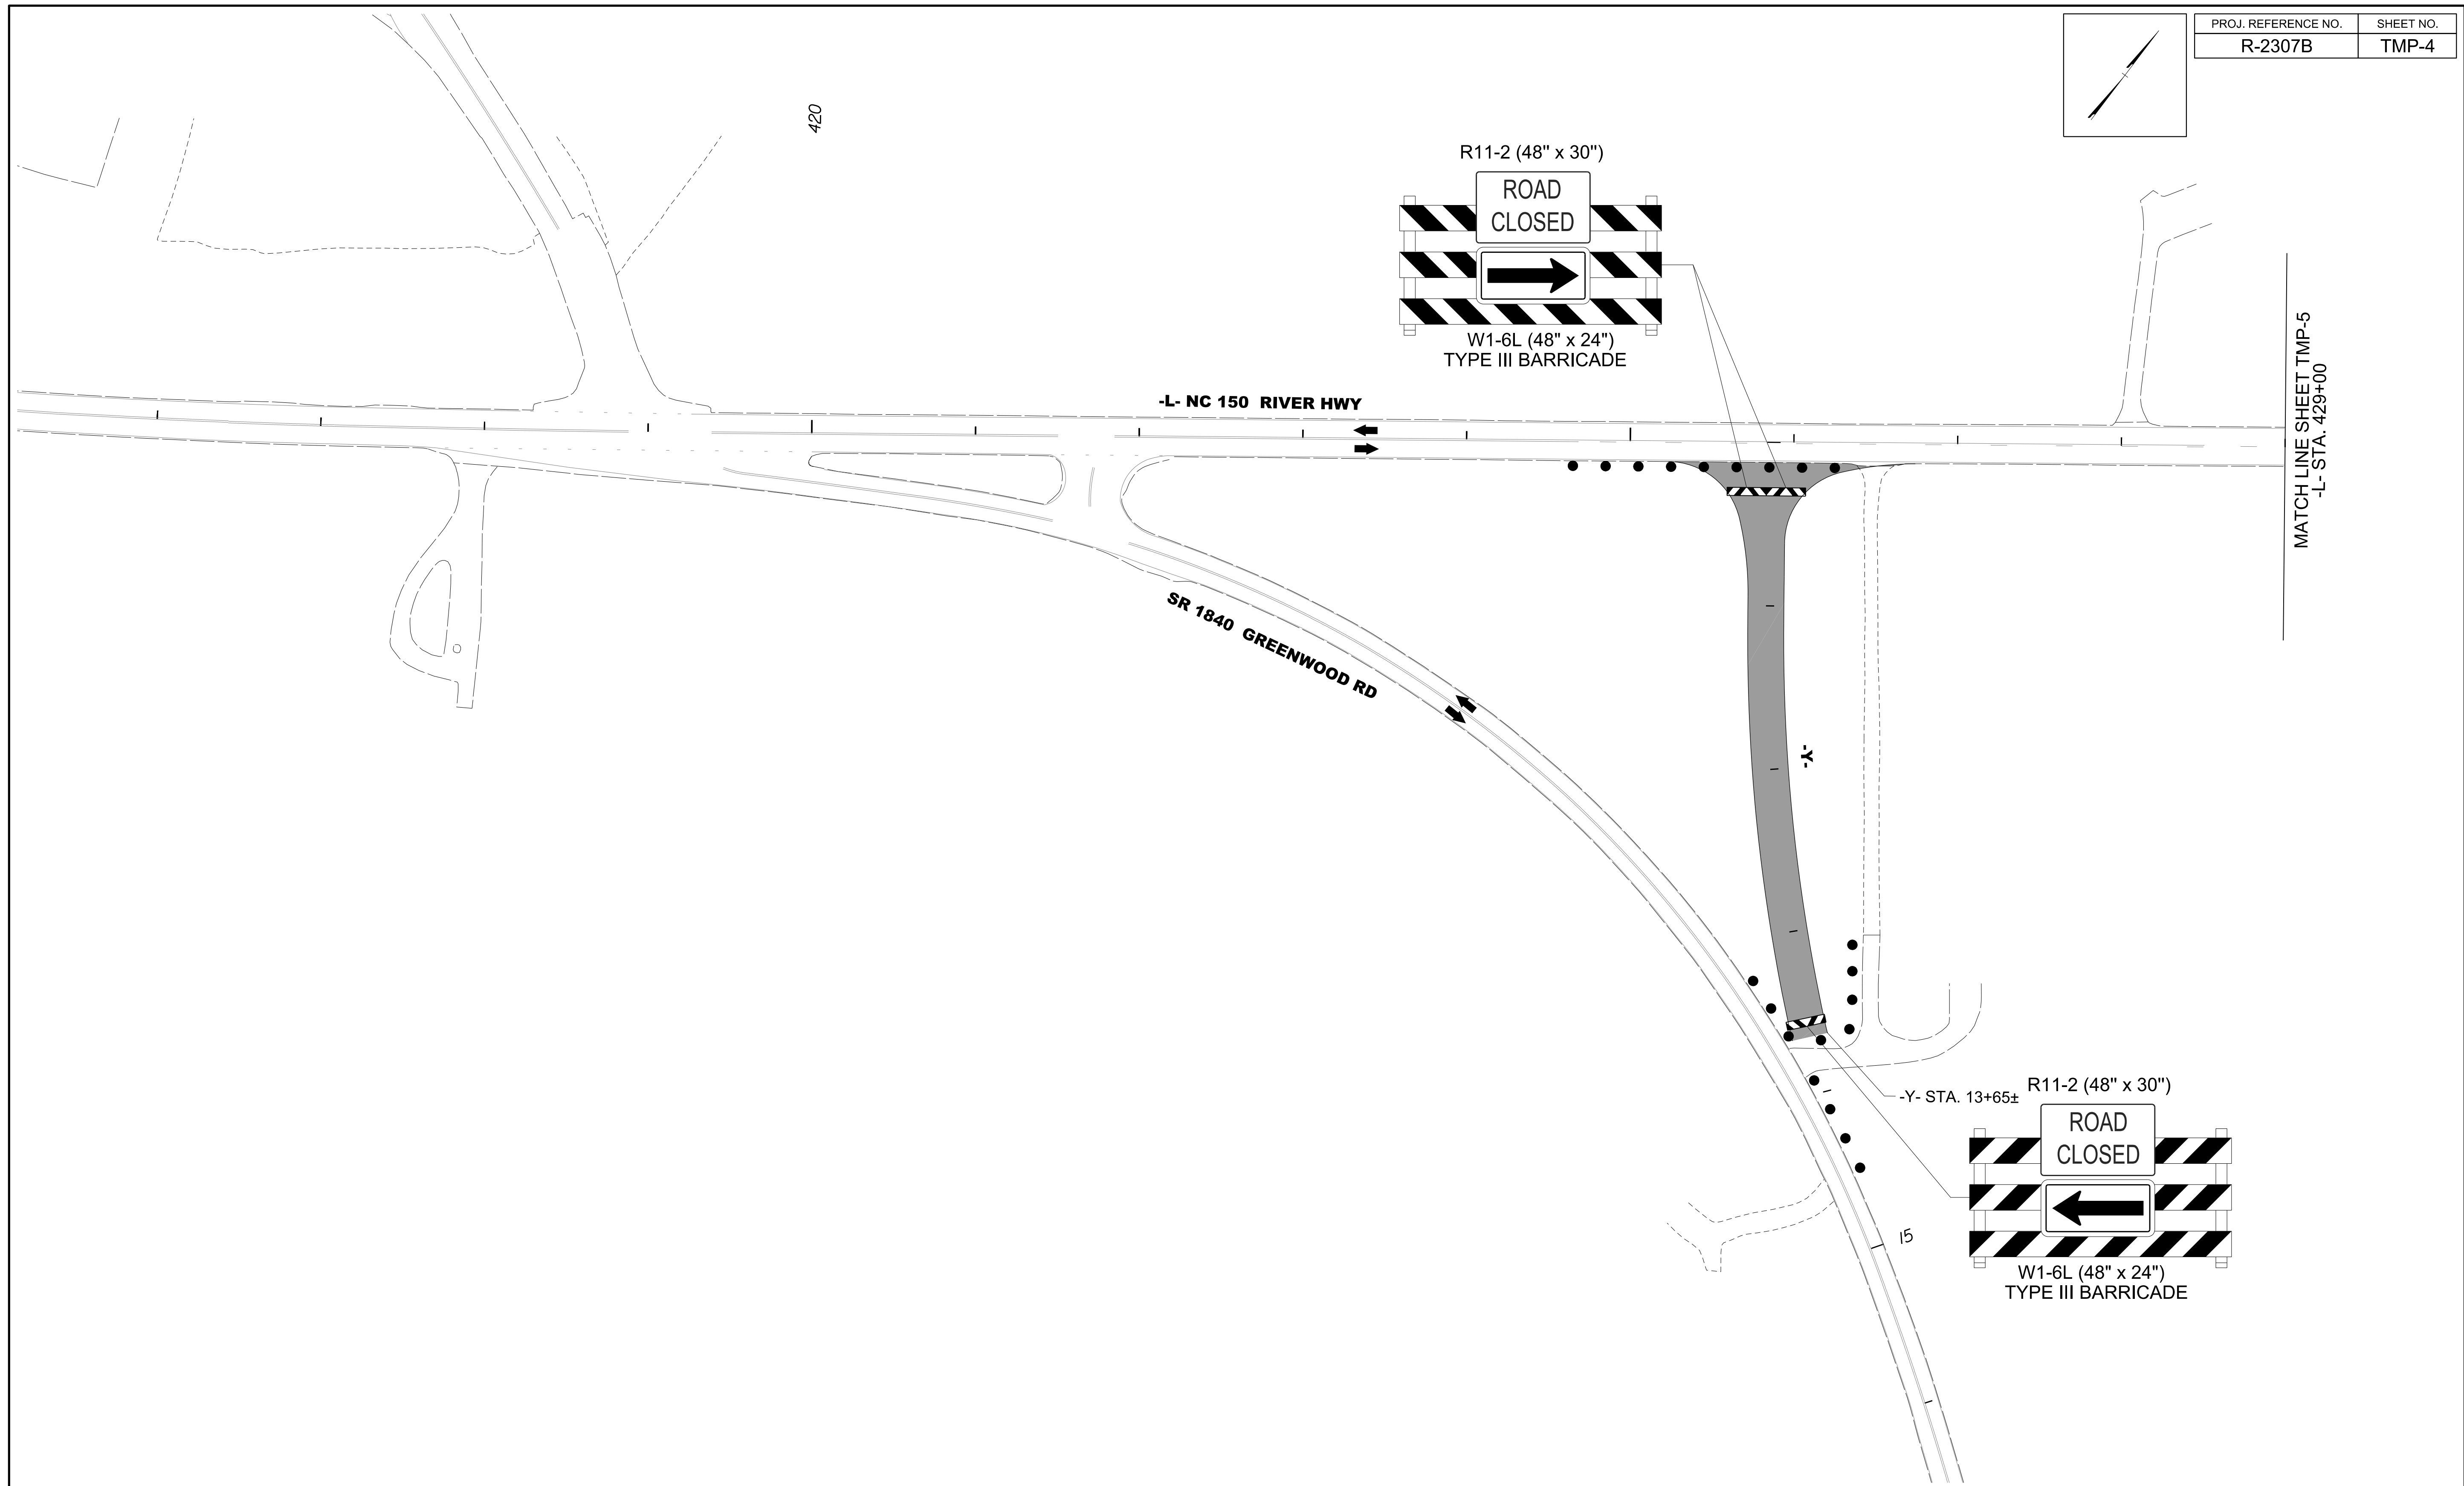 PROJ. REFERENCE NO. SHEET NO.
R-2307B TMP-4
420
R11-2 (48" x 30")
ROAD
CLOSED
W1-6L (48" x 24")
TYPE III BARRICADE
-L- NC 150 RIVER HWY
MATCH LINE SHEET TMP-5
-L- STA. 429+00
SR 1840 GREENWOOD RD
-Y-
-Y- STA. 13+65±
R11-2 (48" x 30")
ROAD
CLOSED
W1-6L (48" x 24")
TYPE III BARRICADE
15